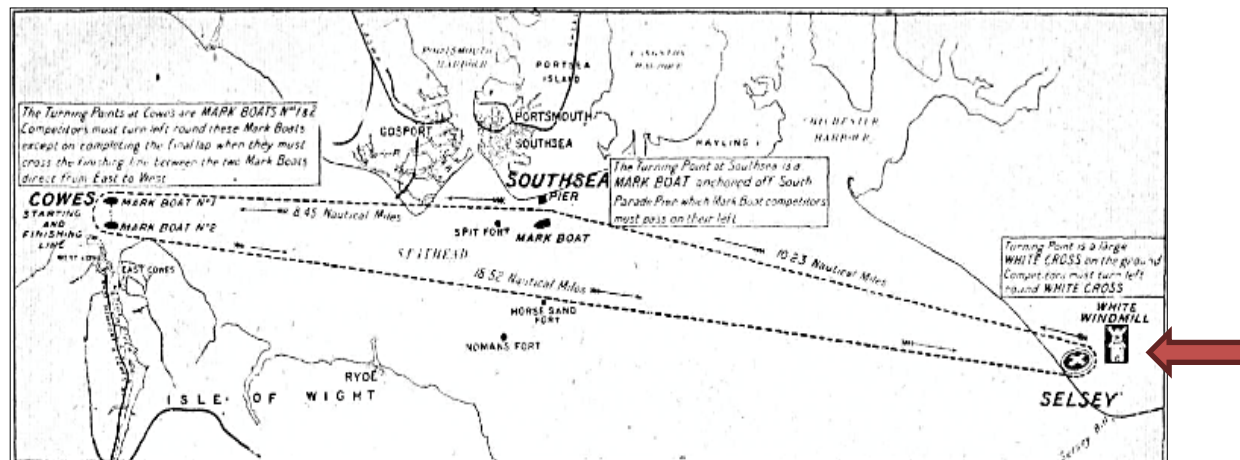 PORTSMOUTH
HARBOUR
PORTSEA
ISLAND
HARBOUR
PORTSMOUTH
SOUTHSEA
GOSPORT
HAYLING I
CHICHESTER
HARBOUR
The Turning Points at Cowes are MARK BOATS Nos 1&2
Competitors must turn left round these Mark Boats
except on completing the final lap when they must
cross the finishing line between the two Mark Boats
direct from East to West
The Turning Point at Southsea is a
MARK BOAT anchored off South
Parade Pier which Mark Boat competitors
must pass on their left
SOUTHSEA
PIER
COWES
MARK BOAT No 1
STARTING
AND
FINISHING
LINE
MARK BOAT No 2
8.45 Nautical Miles
SPIT FORT
MARK BOAT
SPITHEAD
10.23 Nautical Miles
18.52 Nautical Miles
Turning Point is a large
WHITE CROSS on the ground
Competitors must turn left
round WHITE CROSS
WHITE
WINDMILL
WEST COWES
EAST COWES
HORSE SAND
FORT
NOMANS FORT
RYDE
ISLE OF WIGHT
SELSEY
Selsey Bill